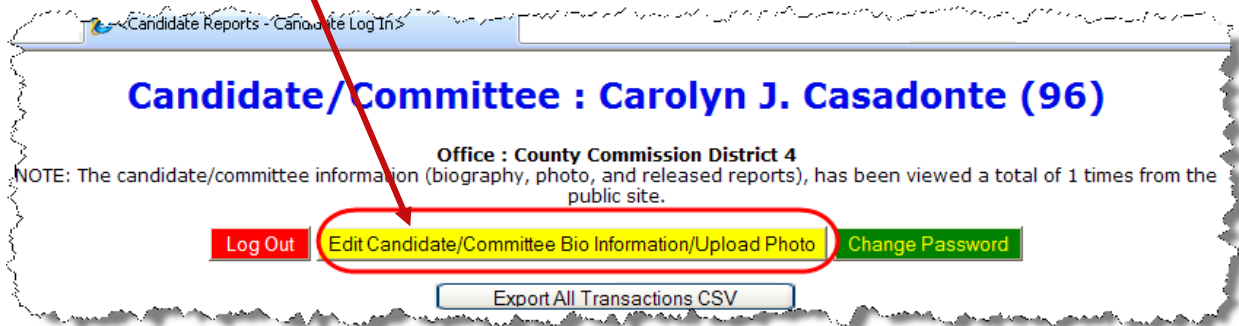 <Candidate Reports - Candidate Log In>
Candidate/Committee : Carolyn J. Casadonte (96)
Office : County Commission District 4
NOTE: The candidate/committee information (biography, photo, and released reports), has been viewed a total of 1 times from the
public site.
Log Out Edit Candidate/Committee Bio Information/Upload Photo Change Password
Export All Transactions CSV